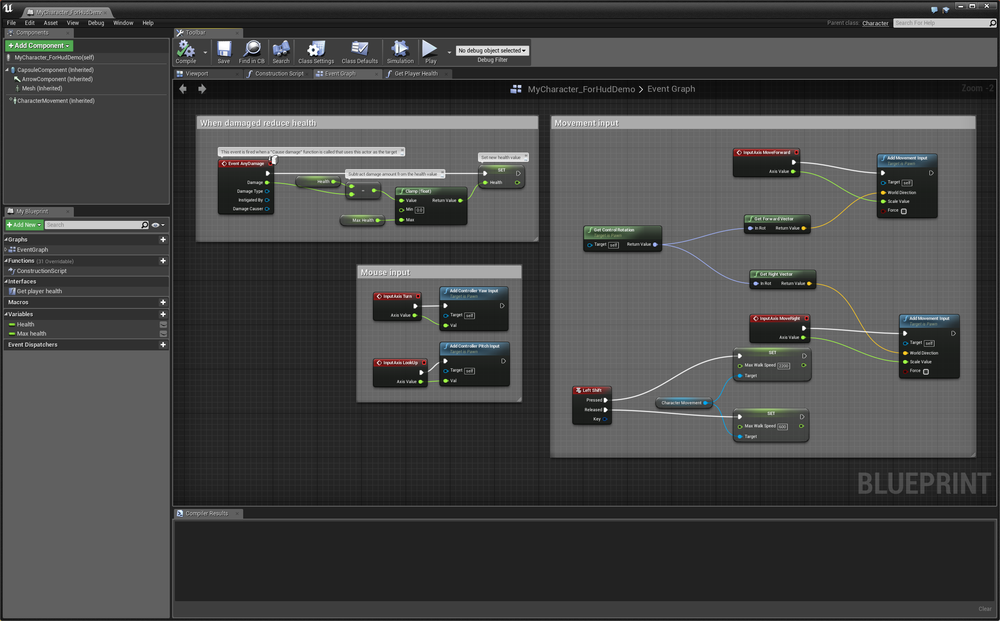 MyCharacter_ForHudDem
File Edit Asset View Debug Window Help
Parent class: Character
Search For Help
Components
+ Add Component
MyCharacter_ForHudDemo(self)
CapsuleComponent (Inherited)
ArrowComponent (Inherited)
Mesh (Inherited)
CharacterMovement (Inherited)
My Blueprint
+ Add New
Search
Graphs
EventGraph
Functions (31 Overridable)
ConstructionScript
Interfaces
Get player health
Macros
Variables
Health
Max health
Event Dispatchers
Toolbar
Compile
Save
Find in CB
Search
Class Settings
Class Defaults
Simulation
Play
No debug object selected
Debug Filter
Viewport
Construction Script
Event Graph
Get Player Health
MyCharacter_ForHudDemo > Event Graph
Zoom -2
When damaged reduce health
This event is fired when a "Cause damage" function is called that uses this actor as the target
Event AnyDamage
Damage
Damage Type
Instigated By
Damage Causer
Health
Subtract damage amount from the health value
-
Max Health
Clamp (float)
Value Return Value
Min 0.0
Max
Set new health value
SET
Health
Mouse input
InputAxis Turn
Axis Value
Add Controller Yaw Input
Target is Pawn
Target self
Val
InputAxis LookUp
Axis Value
Add Controller Pitch Input
Target is Pawn
Target self
Val
Movement input
InputAxis MoveForward
Axis Value
Add Movement Input
Target is Pawn
Target self
World Direction
Scale Value
Force
Get Forward Vector
In Rot Return Value
Get Control Rotation
Target is Pawn
Target self Return Value
Get Right Vector
In Rot Return Value
InputAxis MoveRight
Axis Value
Add Movement Input
Target is Pawn
Target self
World Direction
Scale Value
Force
SET
Max Walk Speed 2200
Target
Left Shift
Pressed
Released
Key
Character Movement
SET
Max Walk Speed 600
Target
BLUEPRINT
Compiler Results
Clear